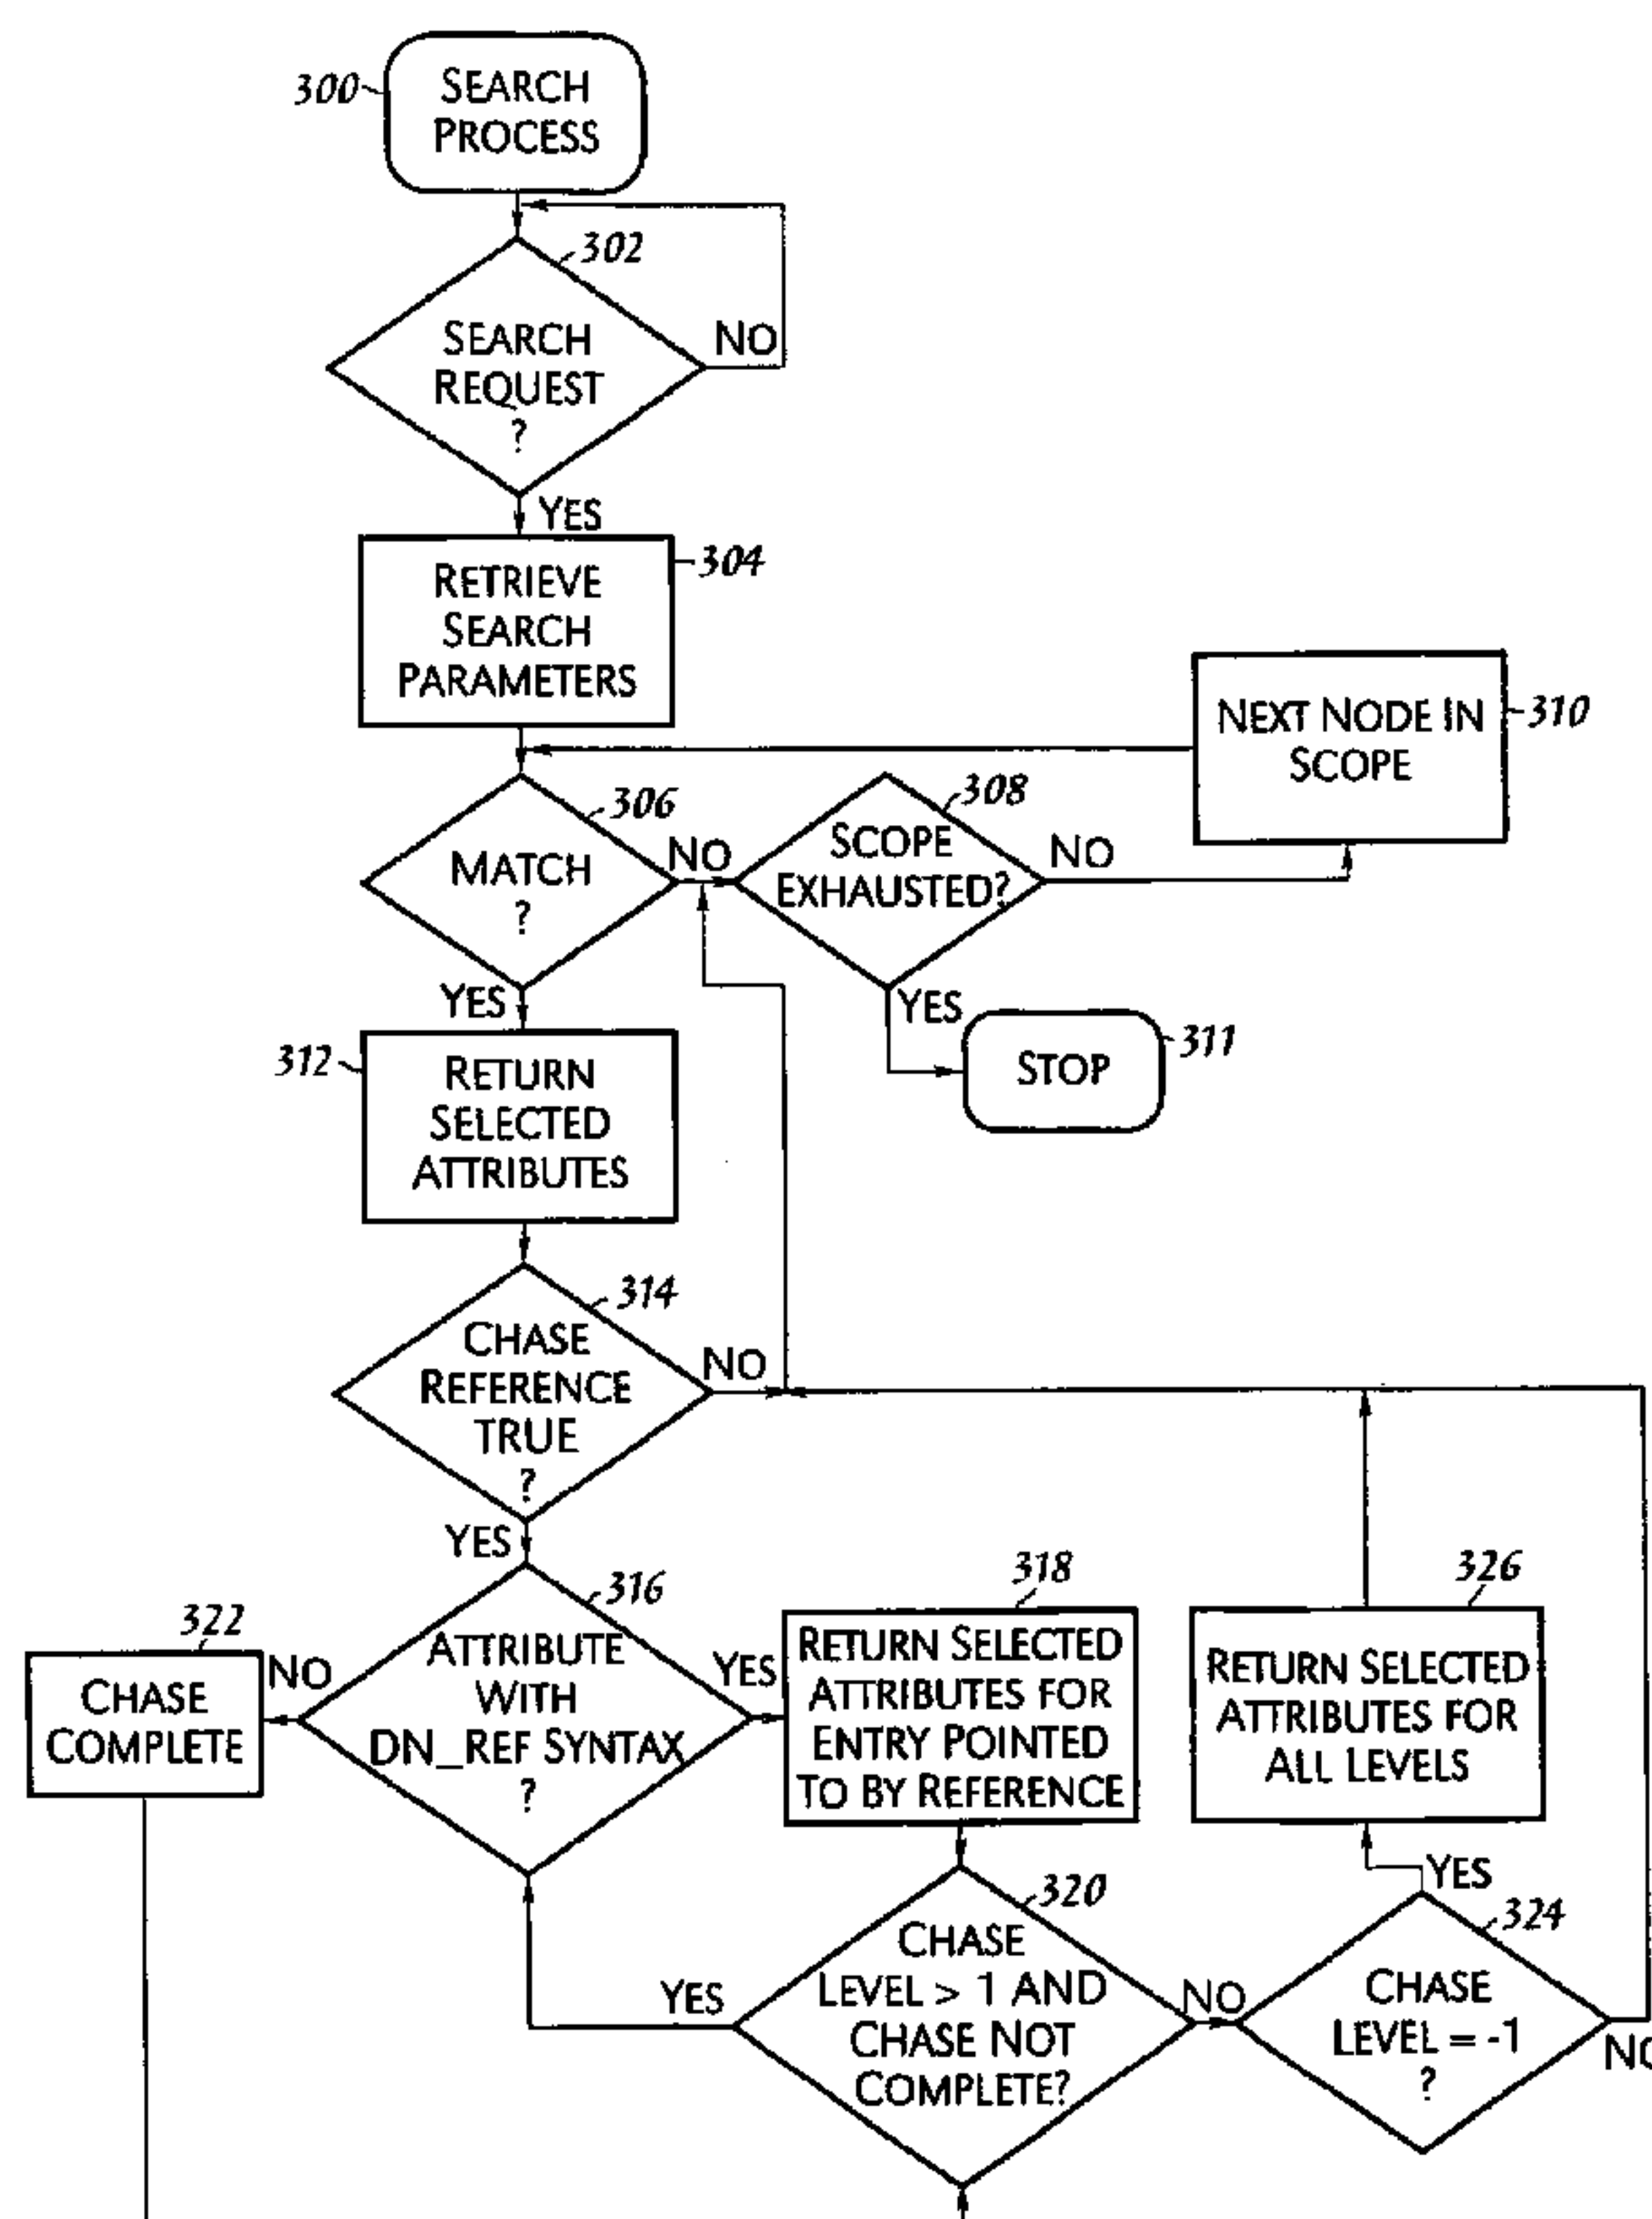 300
SEARCH
PROCESS
302
SEARCH
REQUEST
?
NO
YES
304
RETRIEVE
SEARCH
PARAMETERS
NEXT NODE IN
SCOPE
310
306
MATCH
?
NO
308
SCOPE
EXHAUSTED?
NO
YES
YES
312
RETURN
SELECTED
ATTRIBUTES
STOP
311
314
CHASE
REFERENCE
TRUE
?
NO
YES
316
ATTRIBUTE
WITH
DN_REF SYNTAX
?
322
NO
CHASE
COMPLETE
YES
318
RETURN SELECTED
ATTRIBUTES FOR
ENTRY POINTED
TO BY REFERENCE
326
RETURN SELECTED
ATTRIBUTES FOR
ALL LEVELS
320
CHASE
LEVEL > 1 AND
CHASE NOT
COMPLETE?
YES
NO
YES
324
CHASE
LEVEL = -1
?
NO